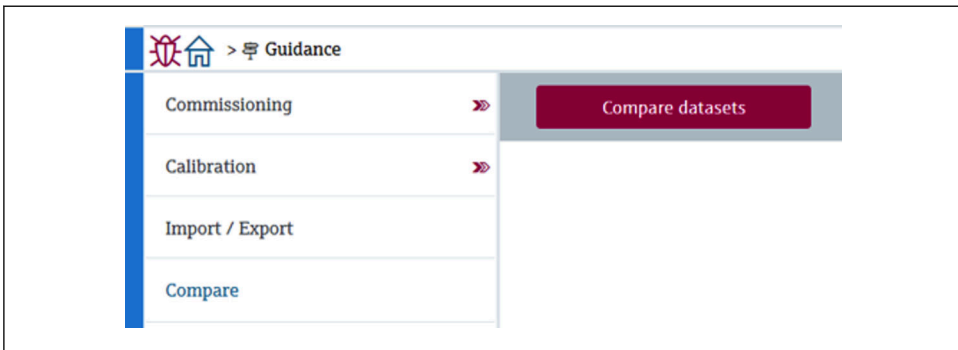 > Guidance
Commissioning
Compare datasets
Calibration
Import / Export
Compare